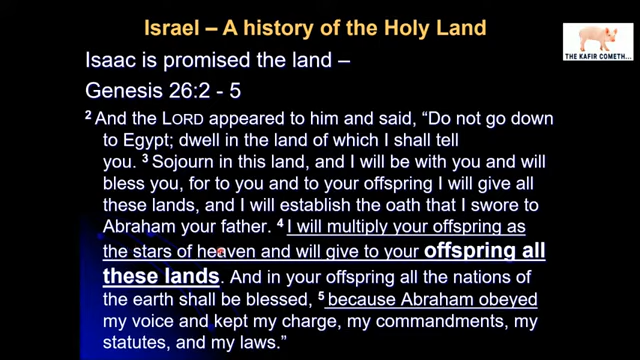 Israel – A history of the Holy Land
THE KAFIR COMETH...
Isaac is promised the land –
Genesis 26:2 - 5
2 And the LORD appeared to him and said, “Do not go down
to Egypt; dwell in the land of which I shall tell
you. 3 Sojourn in this land, and I will be with you and will
bless you, for to you and to your offspring I will give all
these lands, and I will establish the oath that I swore to
Abraham your father. 4 I will multiply your offspring as
the stars of heaven and will give to your offspring all
these lands. And in your offspring all the nations of
the earth shall be blessed, 5 because Abraham obeyed
my voice and kept my charge, my commandments, my
statutes, and my laws.”